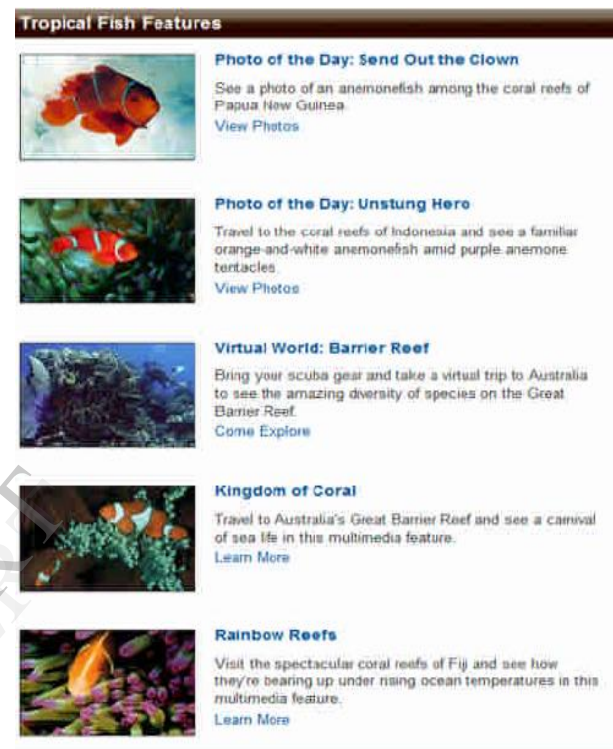 Tropical Fish Features
Photo of the Day: Send Out the Clown
See a photo of an anemonefish among the coral reefs of
Papua New Guinea.
View Photos
Photo of the Day: Unstung Hero
Travel to the coral reefs of Indonesia and see a familiar
orange-and-white anemonefish amid purple anemone
tentacles.
View Photos
Virtual World: Barrier Reef
Bring your scuba gear and take a virtual trip to Australia
to see the amazing diversity of species on the Great
Barrier Reef.
Come Explore
Kingdom of Coral
Travel to Australia's Great Barrier Reef and see a carnival
of sea life in this multimedia feature.
Learn More
Rainbow Reefs
Visit the spectacular coral reefs of Fiji and see how
they're bearing up under rising ocean temperatures in this
multimedia feature.
Learn More